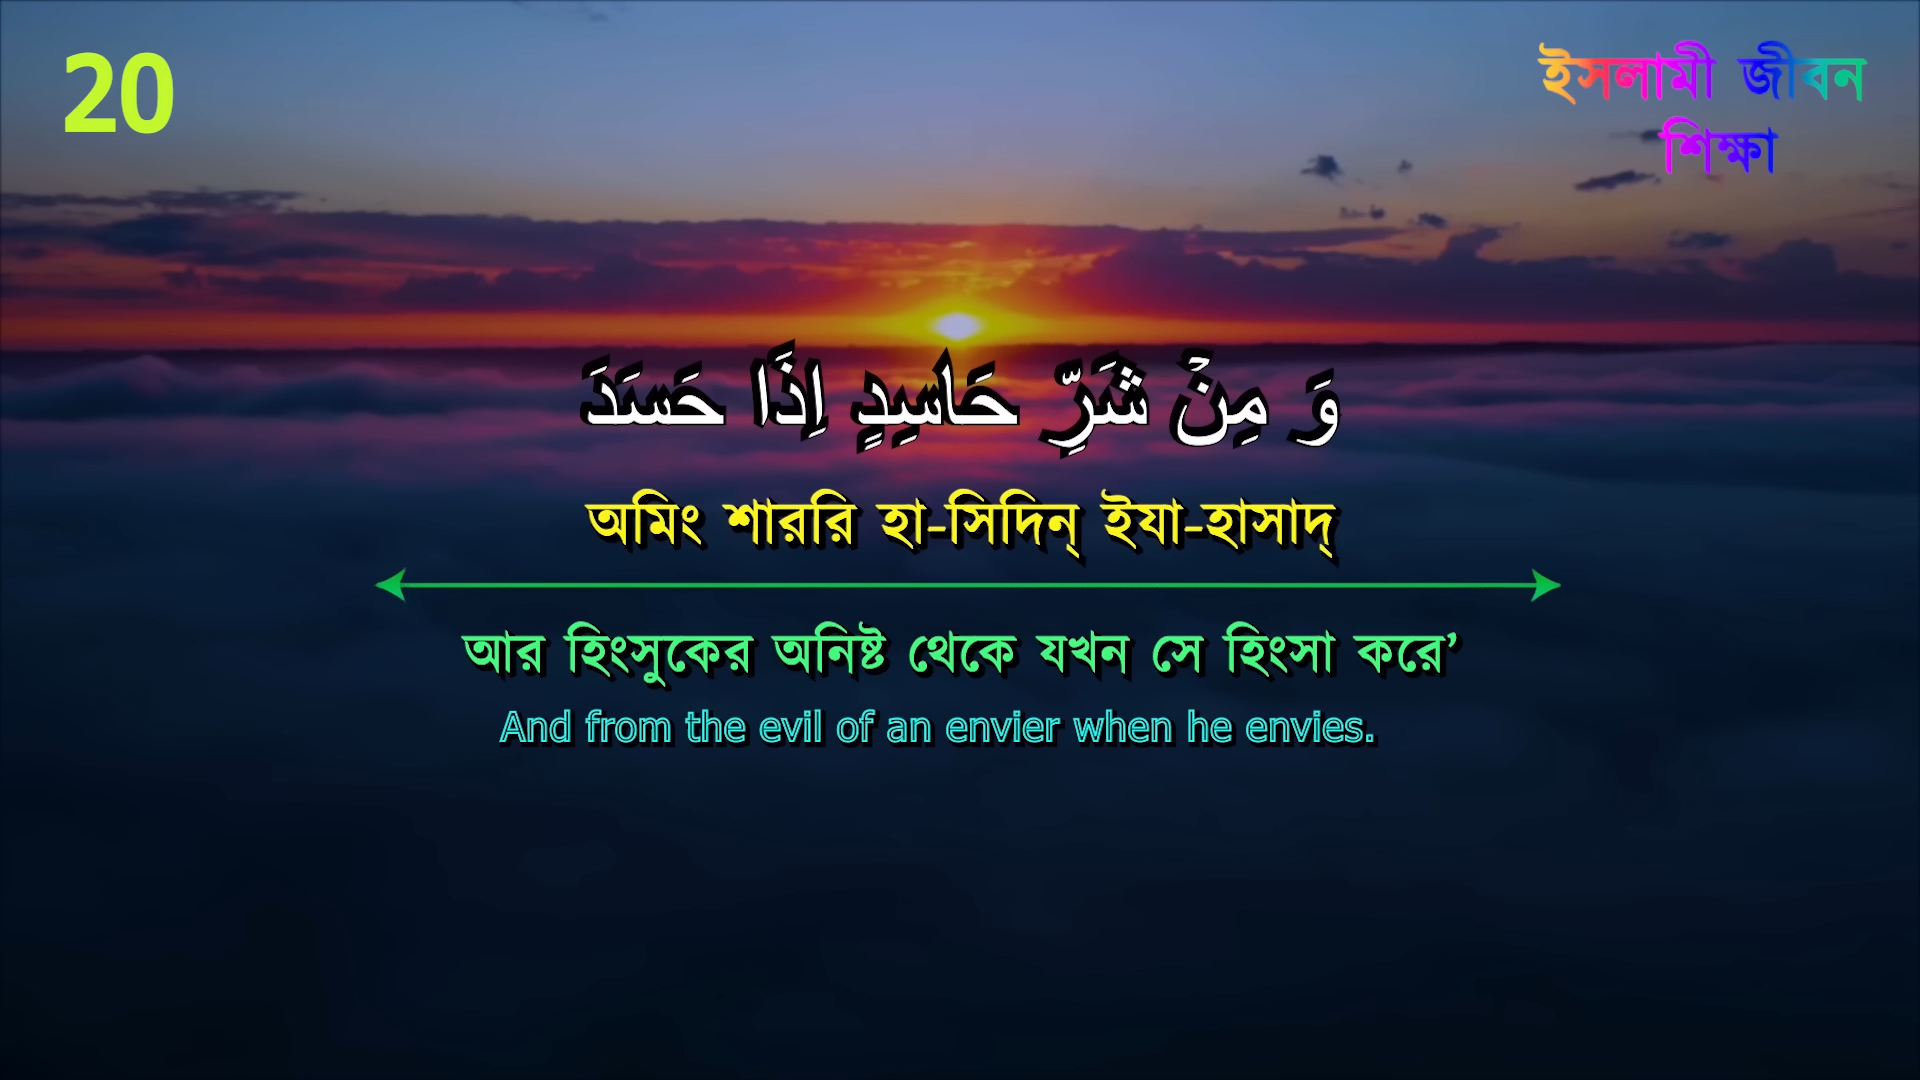 20
ইসলামী জীবন
শিক্ষা
وَ مِنْ شَرِّ حَاسِدٍ اِذَا حَسَدَ
অমিং শাররি হা-সিদিন্ ইযা-হাসাদ্
আর হিংসুকের অনিষ্ট থেকে যখন সে হিংসা করে’
And from the evil of an envier when he envies.